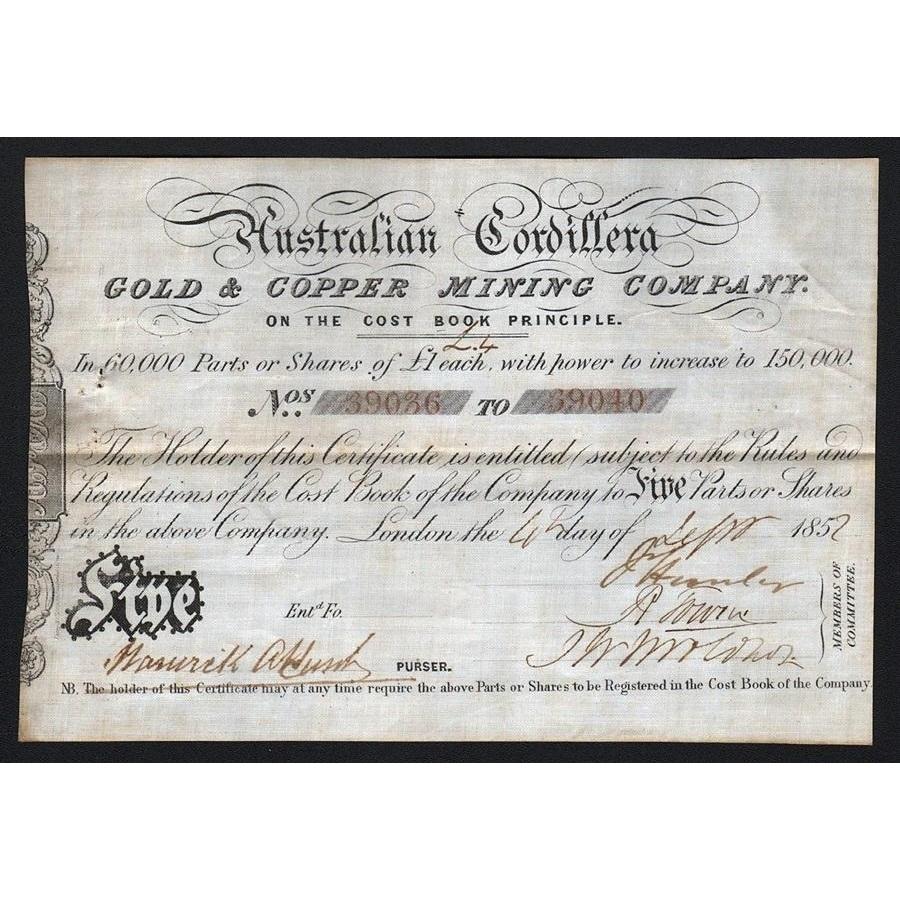 Australian Cordillera
GOLD & COPPER MINING COMPANY.
ON THE COST BOOK PRINCIPLE.
£4
In 60,000 Parts or Shares of £1 each, with power to increase to 150,000.
Nos. 39036 TO 39040
The Holder of this Certificate is entitled (subject to the Rules and
Regulations of the Cost Book of the Company to Five Parts or Shares
in the above Company. London the day of 1852
Five
Entd. Fo.
PURSER.
MEMBERS OF
COMMITTEE.
NB. The holder of this Certificate may at any time require the above Parts or Shares to be Registered in the Cost Book of the Company